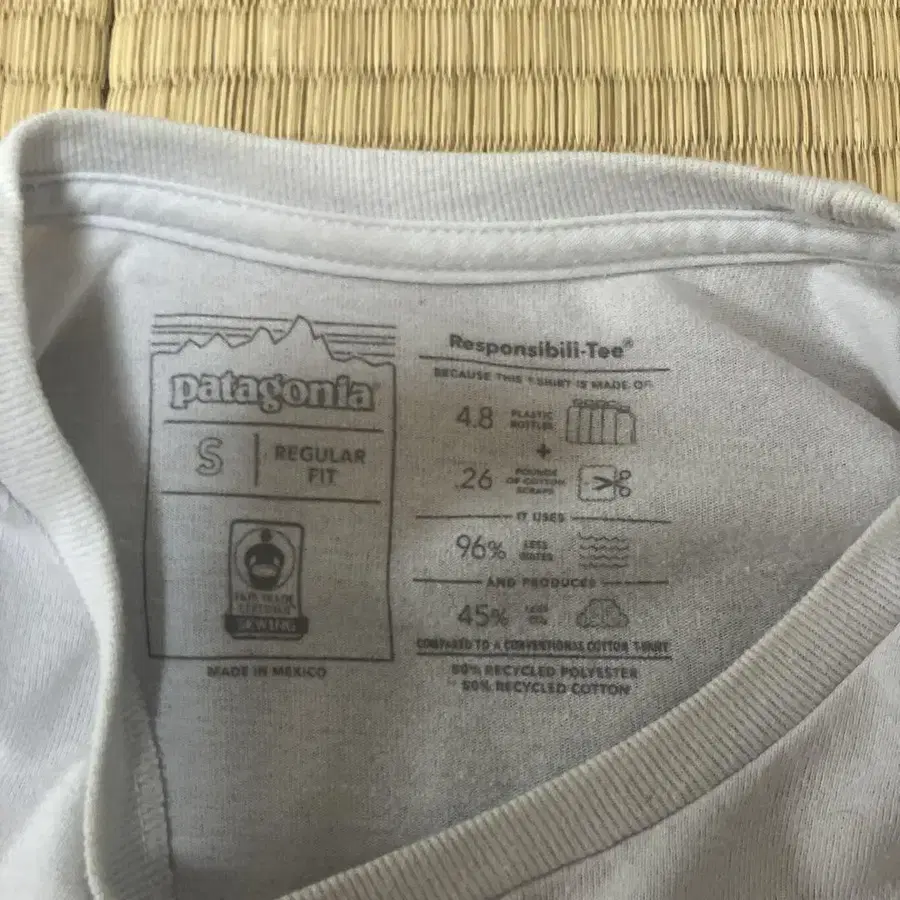 patagonia
S
REGULAR
FIT
FAIR TRADE
CERTIFIED
SEWING
MADE IN MEXICO
Responsibili-Tee®
BECAUSE THIS T-SHIRT IS MADE OF
4.8 PLASTIC
BOTTLES
+
.26 POUNDS
OF COTTON
SCRAPS
IT USES
96% LESS
WATER
AND PRODUCES
45% LESS
CO₂
COMPARED TO A CONVENTIONAL COTTON T-SHIRT
50% RECYCLED POLYESTER
50% RECYCLED COTTON